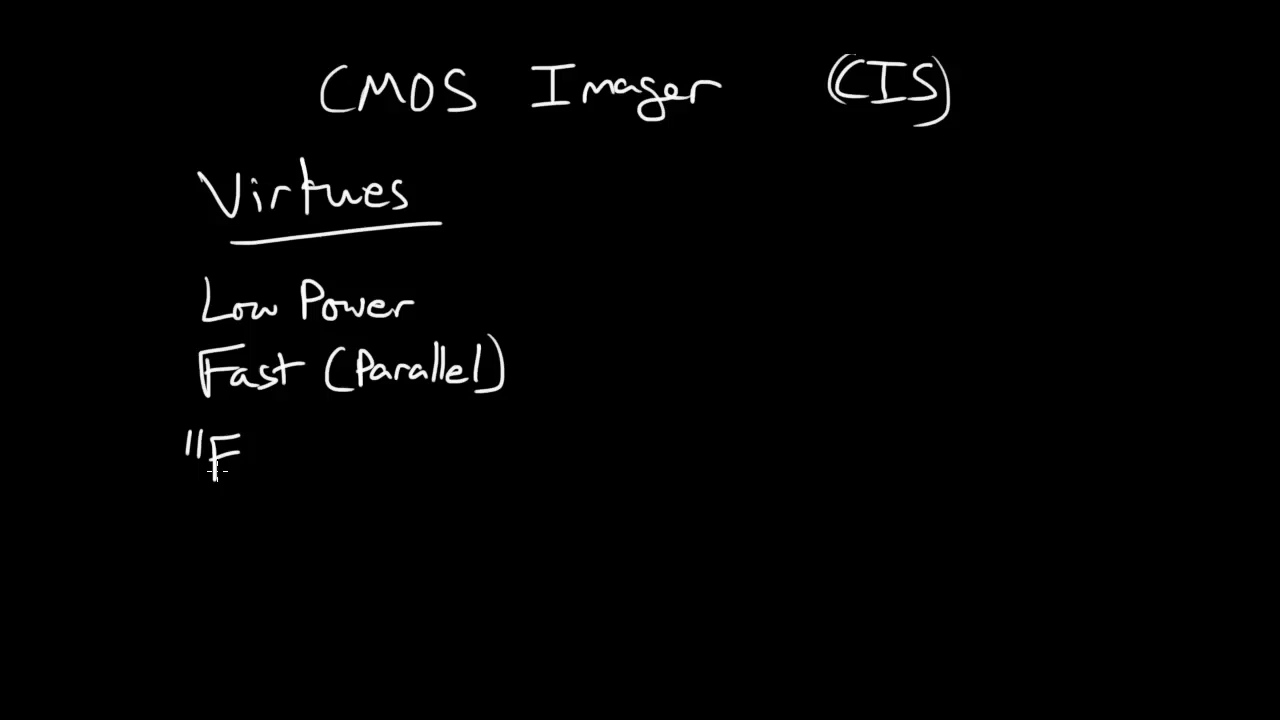 CMOS Imager (CIS)
Virtues
Low Power
Fast (Parallel)
"F